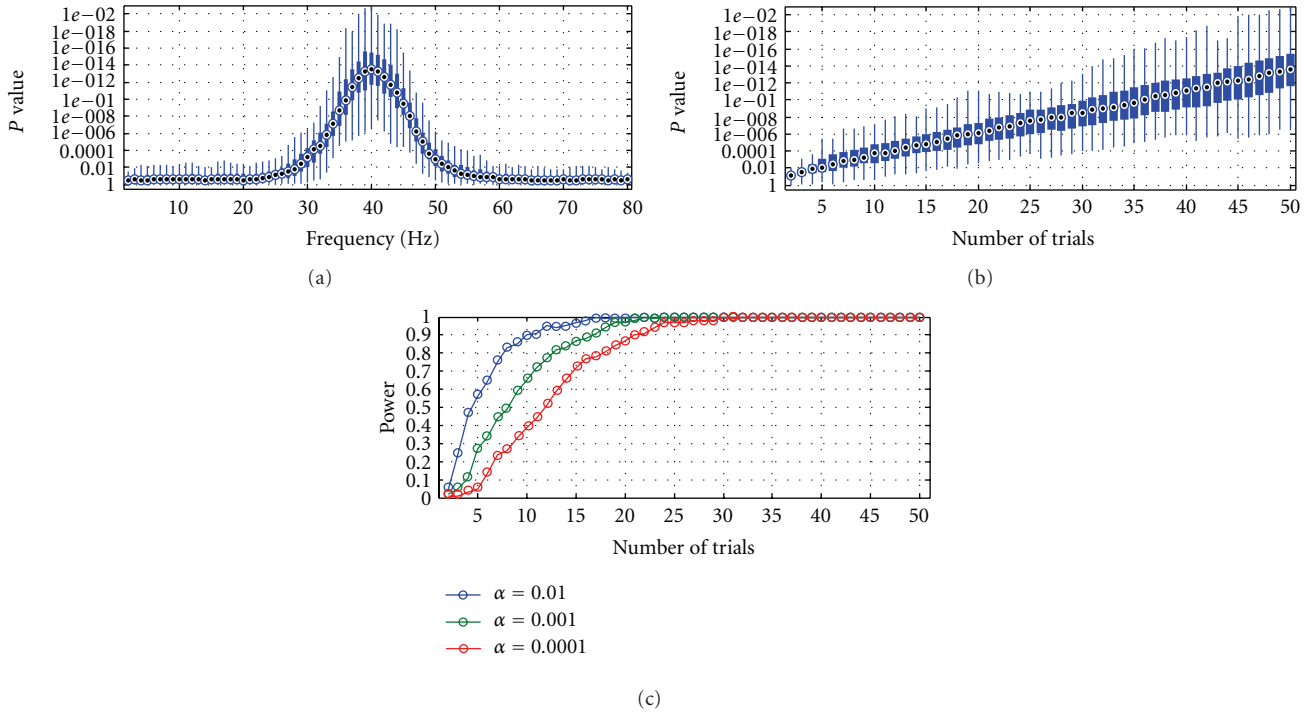 1e−02
1e−018
1e−016
1e−014
1e−012
1e−01
1e−008
1e−006
0.0001
0.01
1
P value
10 20 30 40 50 60 70 80
Frequency (Hz)
(a)
1e−02
1e−018
1e−016
1e−014
1e−012
1e−01
1e−008
1e−006
0.0001
0.01
1
P value
5 10 15 20 25 30 35 40 45 50
Number of trials
(b)
1
0.9
0.8
0.7
0.6
0.5
0.4
0.3
0.2
0.1
0
Power
5 10 15 20 25 30 35 40 45 50
Number of trials
α = 0.01
α = 0.001
α = 0.0001
(c)